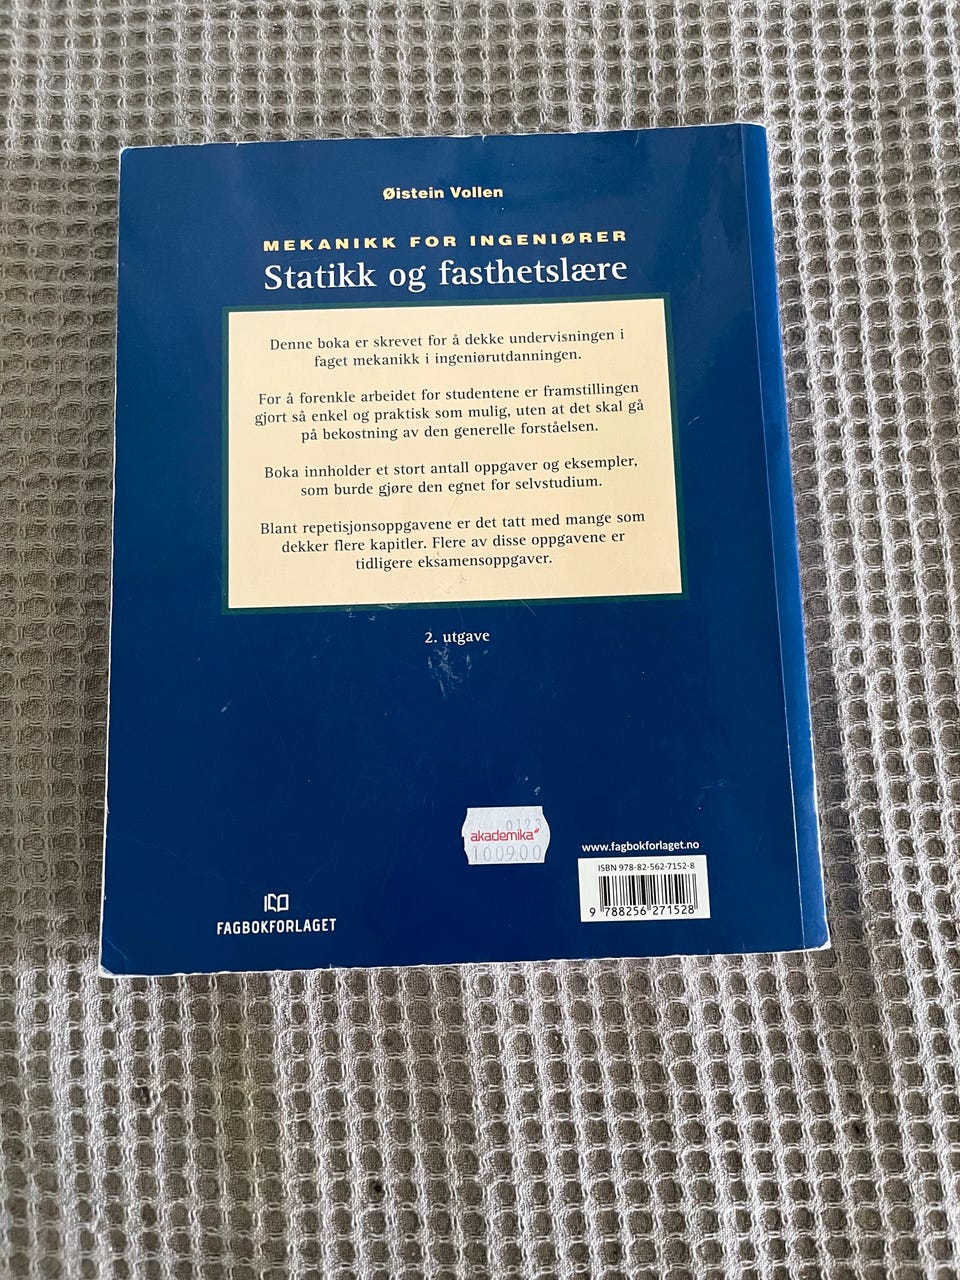 Øistein Vollen
MEKANIKK FOR INGENIØRER
Statikk og fasthetslære
Denne boka er skrevet for å dekke undervisningen i
faget mekanikk i ingeniørutdanningen.
For å forenkle arbeidet for studentene er framstillingen
gjort så enkel og praktisk som mulig, uten at det skal gå
på bekostning av den generelle forståelsen.
Boka innholder et stort antall oppgaver og eksempler,
som burde gjøre den egnet for selvstudium.
Blant repetisjonsoppgavene er det tatt med mange som
dekker flere kapitler. Flere av disse oppgavene er
tidligere eksamensoppgaver.
2. utgave
0123
akademika
1009.00
www.fagbokforlaget.no
ISBN 978-82-562-7152-8
9 788256 271528
FAGBOKFORLAGET